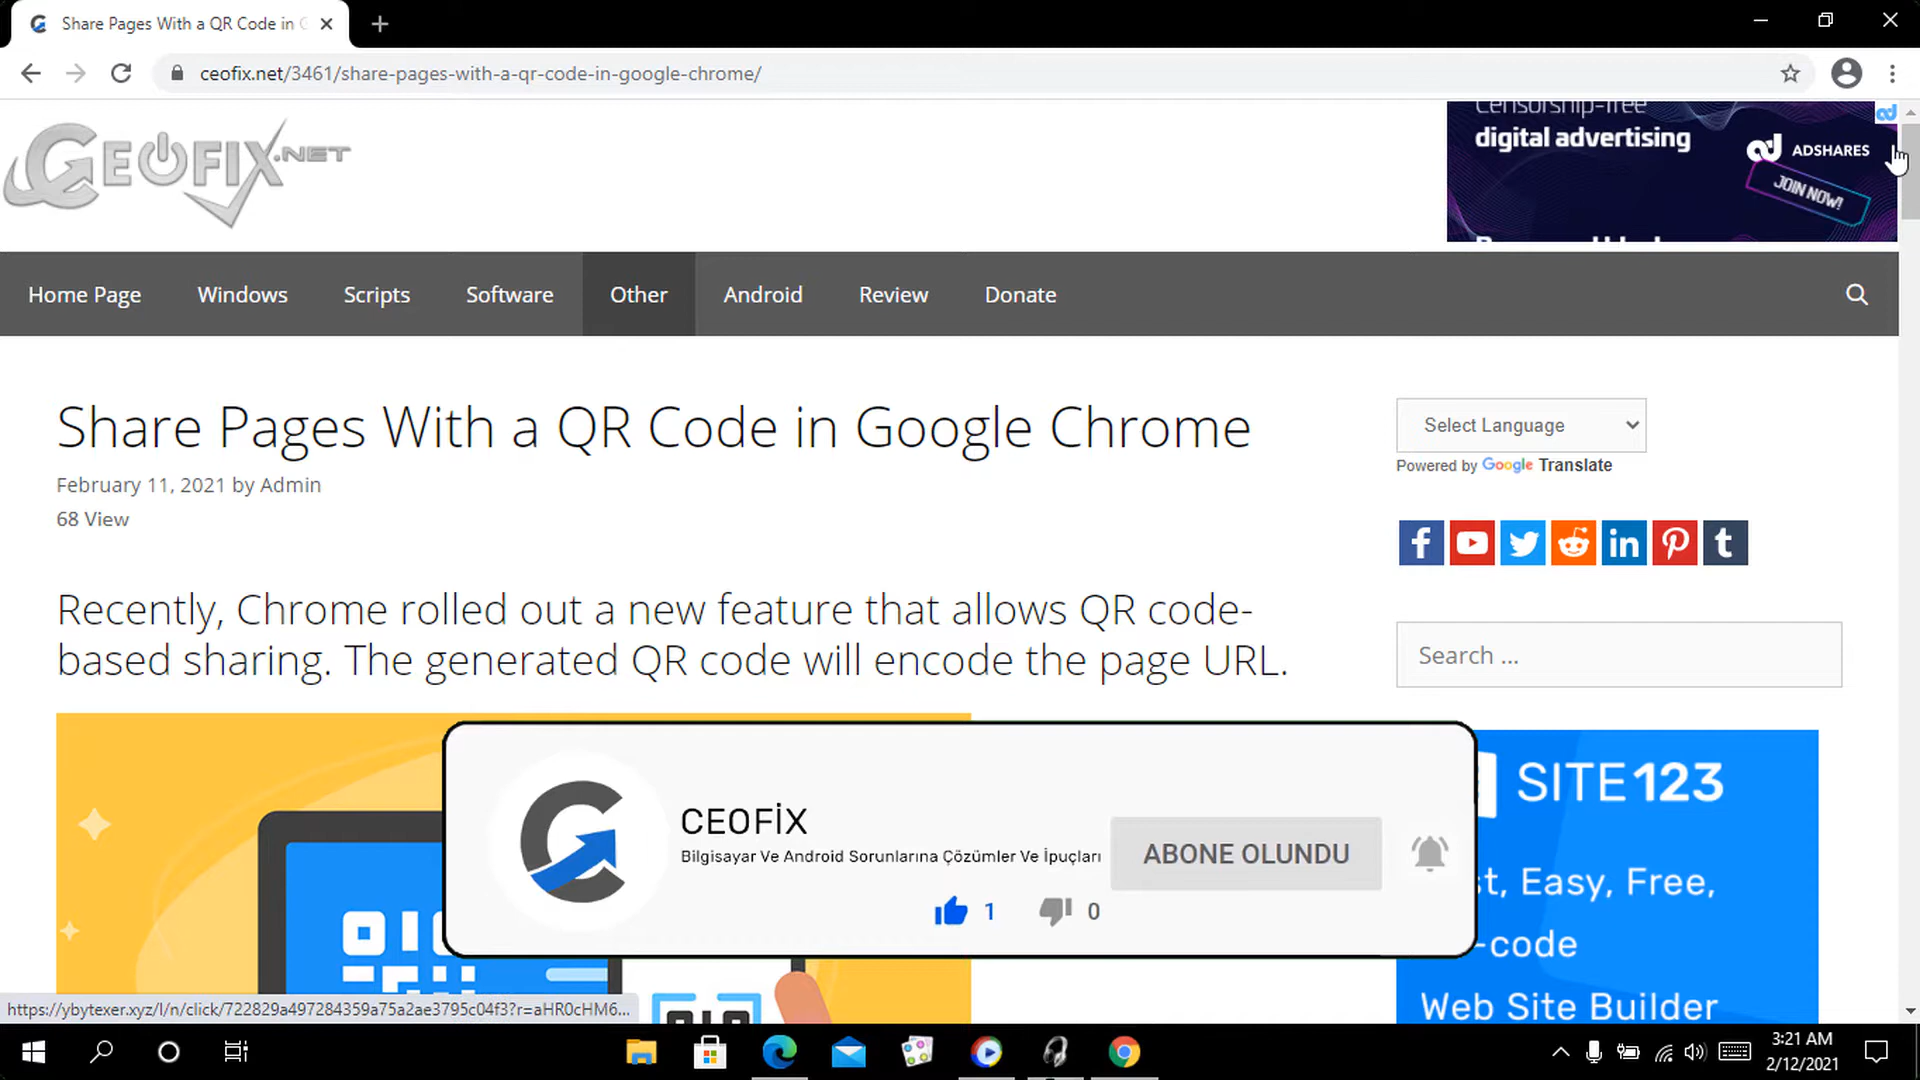 Share Pages With a QR Code in G
ceofix.net/3461/share-pages-with-a-qr-code-in-google-chrome/
CEOFIX.NET
digital advertising
ADSHARES
JOIN NOW!
Home Page
Windows
Scripts
Software
Other
Android
Review
Donate
Share Pages With a QR Code in Google Chrome
February 11, 2021 by Admin
68 View
Select Language
Powered by Google Translate
Recently, Chrome rolled out a new feature that allows QR code-
based sharing. The generated QR code will encode the page URL.
Search ...
SITE123
st, Easy, Free,
-code
Web Site Builder
CEOFİX
Bilgisayar Ve Android Sorunlarına Çözümler Ve İpuçları
ABONE OLUNDU
1
0
https://ybytexer.xyz/l/n/click/722829a497284359a75a2ae3795c04f3?r=aHR0cHM6...
3:21 AM
2/12/2021